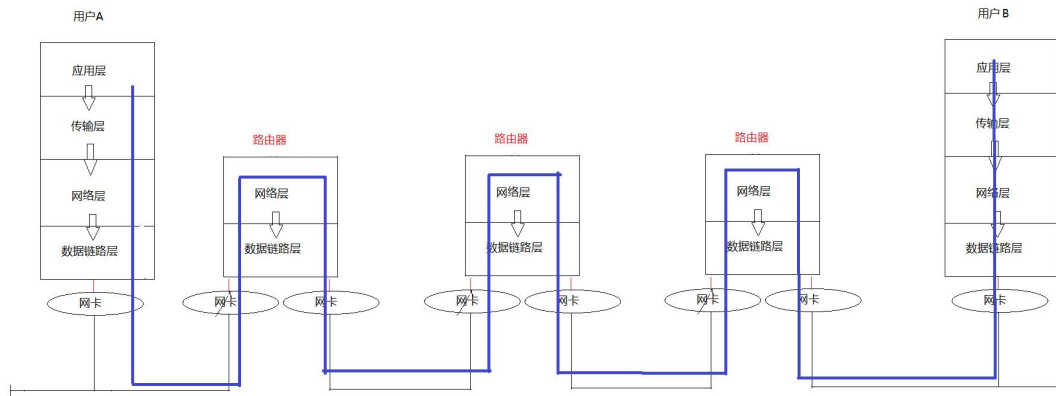 用户A
用户 B
应用层
传输层
网络层
数据链路层
网卡
路由器
网络层
数据链路层
网卡
网卡
路由器
网络层
数据链路层
网卡
网卡
路由器
网络层
数据链路层
网卡
网卡
应用层
传输层
网络层
数据链路层
网卡